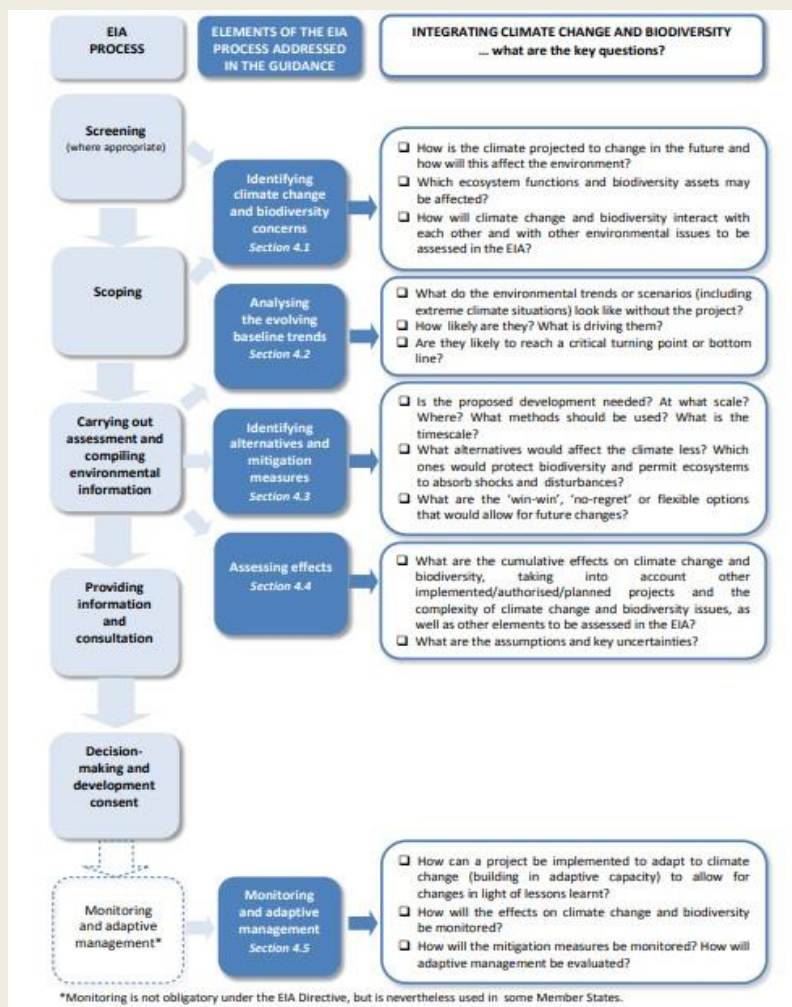 EIA
PROCESS
ELEMENTS OF THE EIA
PROCESS ADDRESSED
IN THE GUIDANCE
INTEGRATING CLIMATE CHANGE AND BIODIVERSITY
... what are the key questions?
Screening
(where appropriate)
Identifying
climate change
and biodiversity
concerns
Section 4.1
❑ How is the climate projected to change in the future and
how will this affect the environment?
❑ Which ecosystem functions and biodiversity assets may
be affected?
❑ How will climate change and biodiversity interact with
each other and with other environmental issues to be
assessed in the EIA?
Scoping
Analysing
the evolving
baseline trends
Section 4.2
❑ What do the environmental trends or scenarios (including
extreme climate situations) look like without the project?
❑ How likely are they? What is driving them?
❑ Are they likely to reach a critical turning point or bottom
line?
Carrying out
assessment and
compiling
environmental
information
Identifying
alternatives and
mitigation
measures
Section 4.3
❑ Is the proposed development needed? At what scale?
Where? What methods should be used? What is the
timescale?
❑ What alternatives would affect the climate less? Which
ones would protect biodiversity and permit ecosystems
to absorb shocks and disturbances?
❑ What are the 'win-win', 'no-regret' or flexible options
that would allow for future changes?
Assessing effects
Section 4.4
❑ What are the cumulative effects on climate change and
biodiversity, taking into account other
implemented/authorised/planned projects and the
complexity of climate change and biodiversity issues, as
well as other elements to be assessed in the EIA?
❑ What are the assumptions and key uncertainties?
Providing
information
and
consultation
Decision-
making and
development
consent
Monitoring
and adaptive
management*
Monitoring
and adaptive
management
Section 4.5
❑ How can a project be implemented to adapt to climate
change (building in adaptive capacity) to allow for
changes in light of lessons learnt?
❑ How will the effects on climate change and biodiversity
be monitored?
❑ How will the mitigation measures be monitored? How will
adaptive management be evaluated?
*Monitoring is not obligatory under the EIA Directive, but is nevertheless used in some Member States.